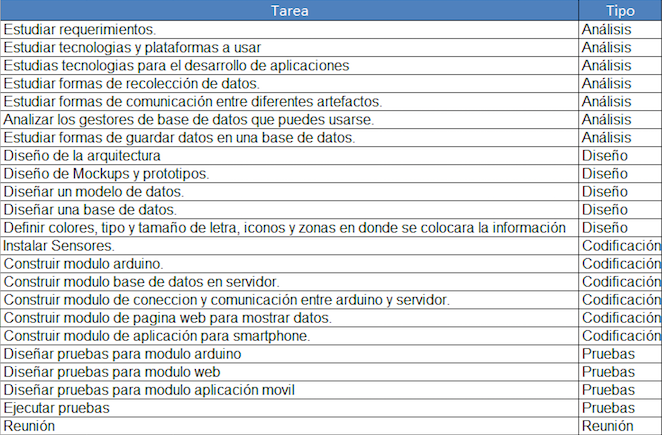 Tarea Tipo
Estudiar requerimientos. Análisis
Estudiar tecnologias y plataformas a usar Análisis
Estudias tecnologias para el desarrollo de aplicaciones Análisis
Estudiar formas de recolección de datos. Análisis
Estudiar formas de comunicación entre diferentes artefactos. Análisis
Analizar los gestores de base de datos que puedes usarse. Análisis
Estudiar formas de guardar datos en una base de datos. Análisis
Diseño de la arquitectura Diseño
Diseño de Mockups y prototipos. Diseño
Diseñar un modelo de datos. Diseño
Diseñar una base de datos. Diseño
Definir colores, tipo y tamaño de letra, iconos y zonas en donde se colocara la información Diseño
Instalar Sensores. Codificación
Construir modulo arduino. Codificación
Construir modulo base de datos en servidor. Codificación
Construir modulo de coneccion y comunicación entre arduino y servidor. Codificación
Construir modulo de pagina web para mostrar datos. Codificación
Construir modulo de aplicación para smartphone. Codificación
Diseñar pruebas para modulo arduino Pruebas
Diseñar pruebas para modulo web Pruebas
Diseñar pruebas para modulo aplicación movil Pruebas
Ejecutar pruebas Pruebas
Reunión Reunión